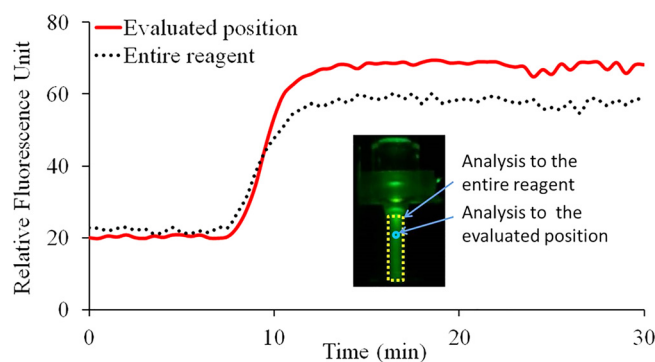 80
60
40
20
0
Relative Fluorescence Unit
Evaluated position
Entire reagent
Analysis to the
entire reagent
Analysis to the
evaluated position
0
10
20
30
Time (min)